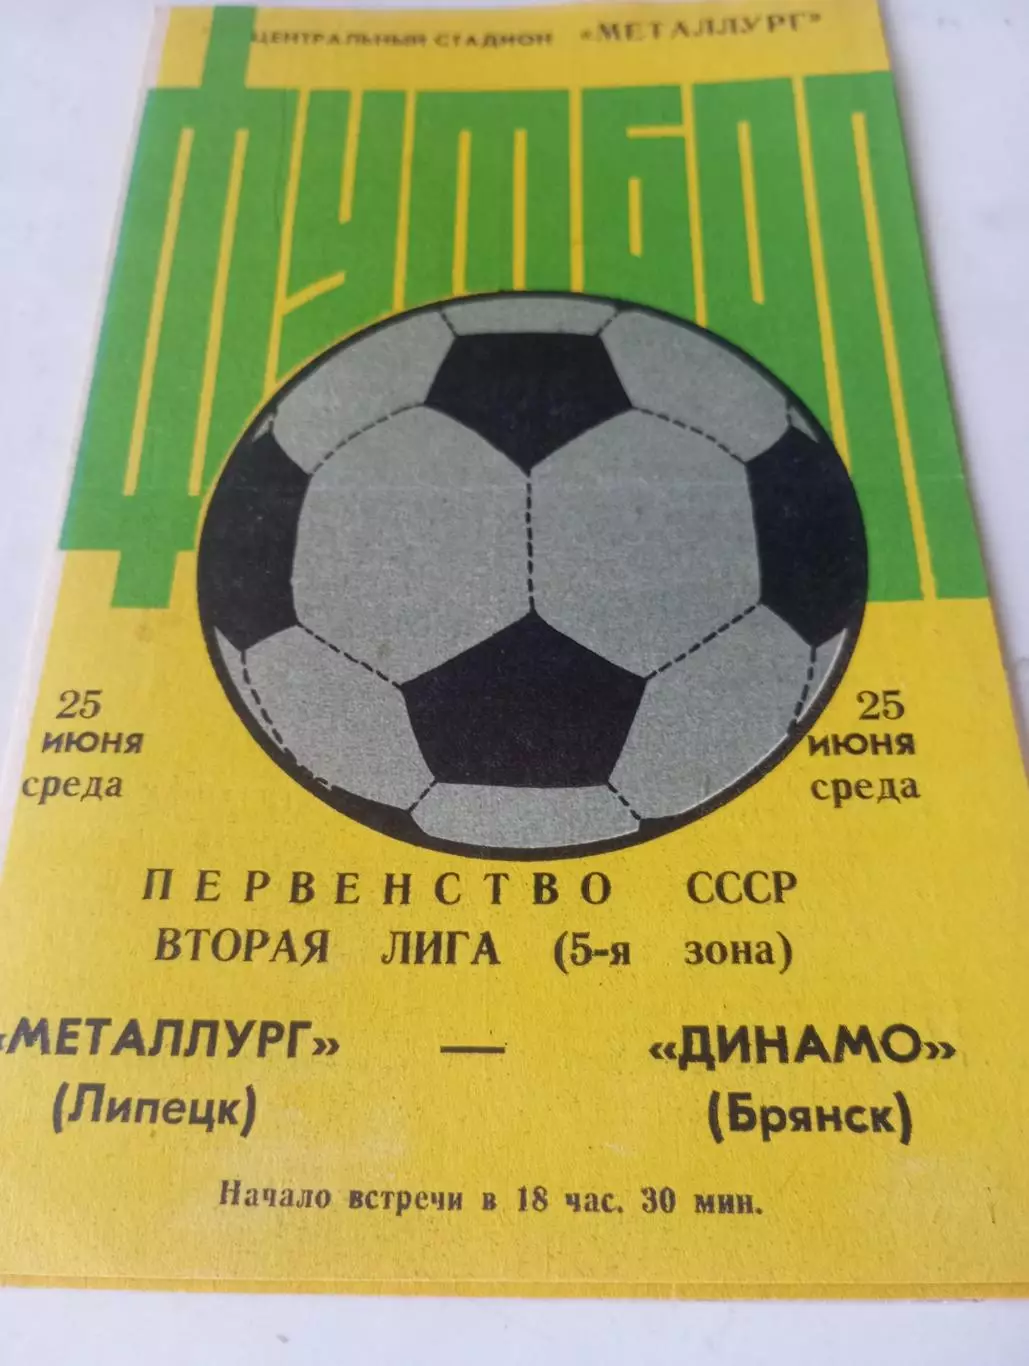 ЦЕНТРАЛЬНЫЙ СТАДИОН «МЕТАЛЛУРГ»
ФУТБОЛ
25
ИЮНЯ
среда
25
ИЮНЯ
среда
ПЕРВЕНСТВО СССР
ВТОРАЯ ЛИГА (5-я зона)
«МЕТАЛЛУРГ» — «ДИНАМО»
(Липецк) (Брянск)
Начало встречи в 18 час. 30 мин.